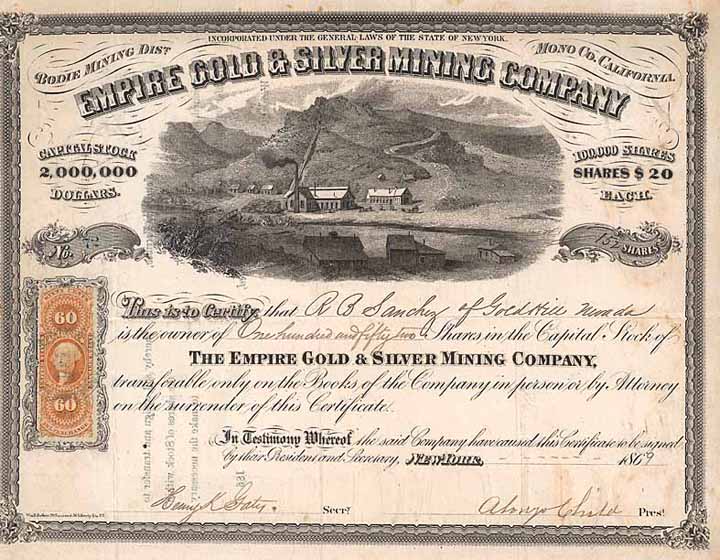 INCORPORATED UNDER THE GENERAL LAWS OF THE STATE OF NEW YORK.
BODIE MINING DIST
MONO CO. CALIFORNIA.
EMPIRE GOLD & SILVER MINING COMPANY
CAPITAL STOCK
2,000,000
DOLLARS.
100,000 SHARES
SHARES $20
EACH.
No. 72
152 SHARES
60
60
This is to Certify, that R B Sanchez of Gold Hill Nevada
is the owner of One hundred and fifty two Shares in the Capital Stock of
THE EMPIRE GOLD & SILVER MINING COMPANY,
transferable only on the Books of the Company in person or by Attorney
on the surrender of this Certificate.
In Testimony Whereof, the said Company have caused this Certificate to be signed
by their President and Secretary, NEW YORK, 1869
Henry K Gates. Secy. Alonzo Child Prest